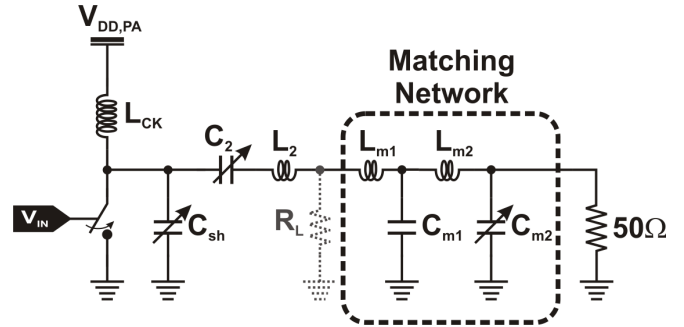 V_DD,PA
Matching
Network
L_CK
C_2
L_2
L_m1
L_m2
V_IN
C_sh
R_L
C_m1
C_m2
50Ω